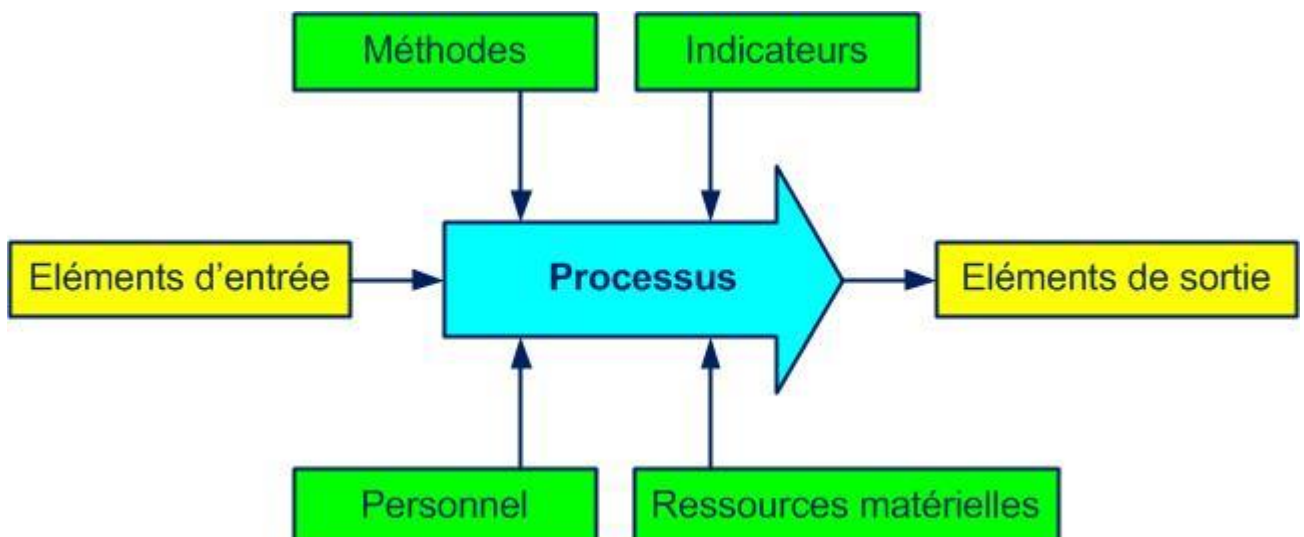 Méthodes
Indicateurs
Eléments d'entrée
Processus
Eléments de sortie
Personnel
Ressources matérielles